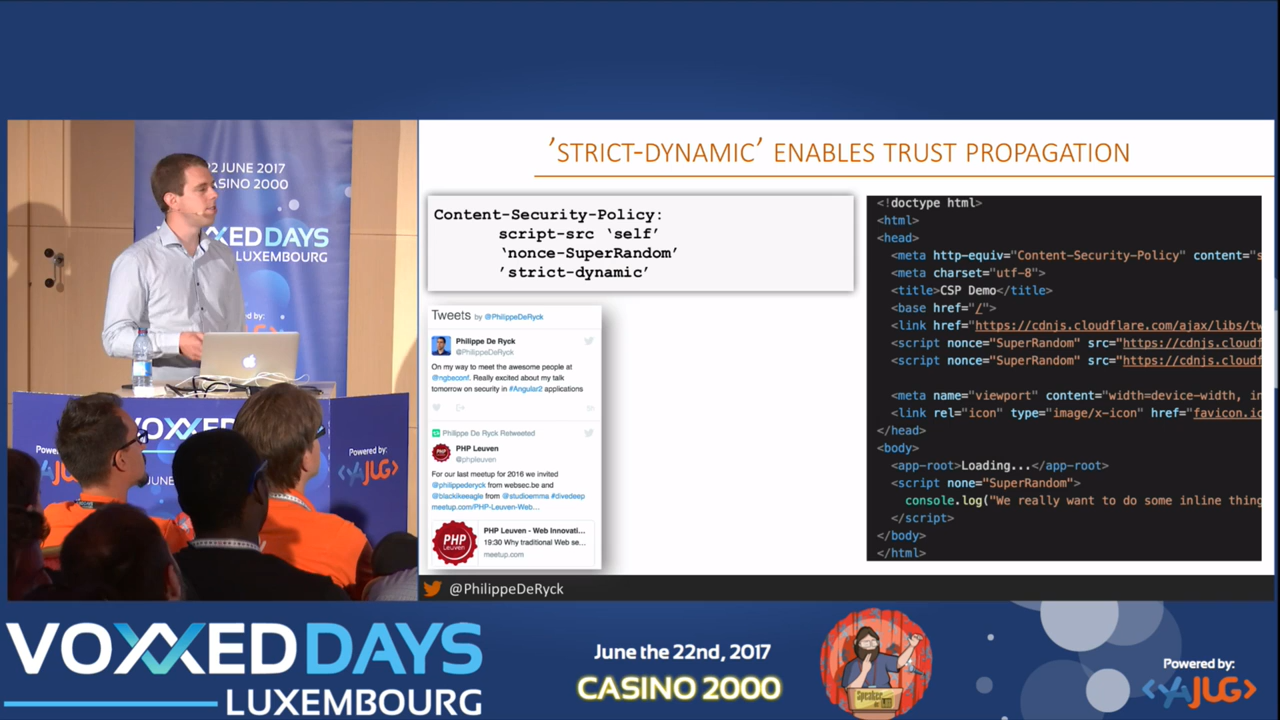 22 JUNE 2017
CASINO 2000
XXEDDAYS
LUXEMBOURG
VOXXED
Powered by:
<YAJUG>
JUNE
'STRICT-DYNAMIC' ENABLES TRUST PROPAGATION
Content-Security-Policy:
script-src ‘self’
‘nonce-SuperRandom’
’strict-dynamic’
Tweets by @PhilippeDeRyck
Philippe De Ryck
@PhilippeDeRyck
On my way to meet the awesome people at
@ngbeconf. Really excited about my talk
tomorrow on security in #Angular2 applications
Philippe De Ryck Retweeted
PHP Leuven
@phpleuven
For our last meetup for 2016 we invited
@philippederyck from websec.be and
@blackikeeagle from @studioemma #divedeep
meetup.com/PHP-Leuven-Web...
PHP Leuven
PHP Leuven - Web Innovati...
19:30 Why traditional Web se...
meetup.com
<!doctype html>
<html>
<head>
<meta http-equiv="Content-Security-Policy" content="s
<meta charset="utf-8">
<title>CSP Demo</title>
<base href="/">
<link href="https://cdnjs.cloudflare.com/ajax/libs/tw
<script nonce="SuperRandom" src="https://cdnjs.cloudf
<script nonce="SuperRandom" src="https://cdnjs.cloudf
<meta name="viewport" content="width=device-width, in
<link rel="icon" type="image/x-icon" href="favicon.ic
</head>
<body>
<app-root>Loading...</app-root>
<script none="SuperRandom">
console.log("We really want to do some inline thing
</script>
</body>
</html>
@PhilippeDeRyck
VOXXED DAYS
LUXEMBOURG
June the 22nd, 2017
CASINO 2000
Speaker
Powered by:
<YAJUG>